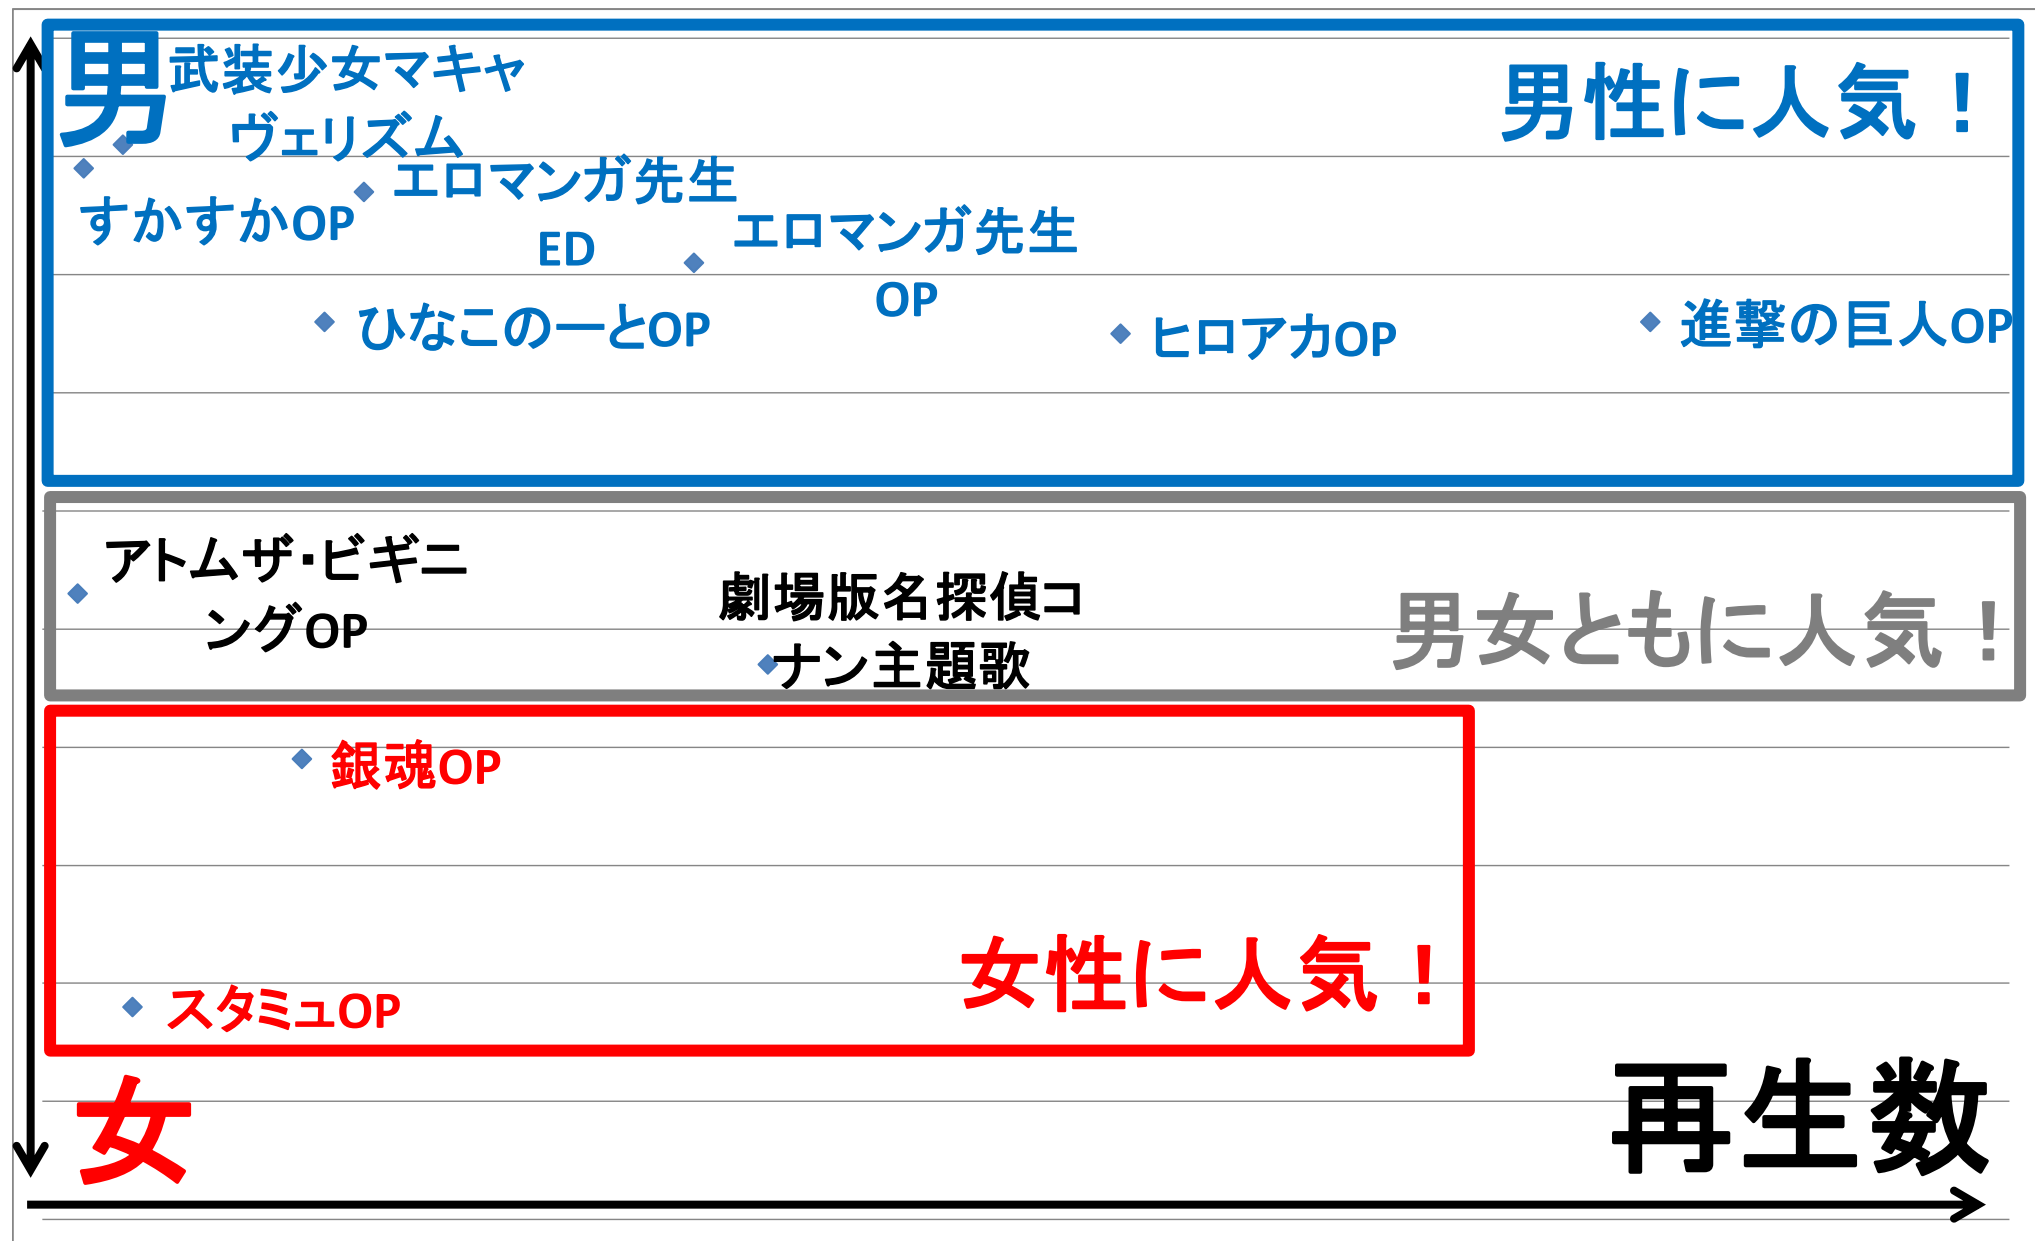 男
武装少女マキャ
ヴェリズム
男性に人気！
すかすかOP
エロマンガ先生
ED
エロマンガ先生
OP
ひなこのーとOP
ヒロアカOP
進撃の巨人OP
アトムザ・ビギニ
ングOP
劇場版名探偵コ
ナン主題歌
男女ともに人気！
銀魂OP
女性に人気！
スタミュOP
女
再生数